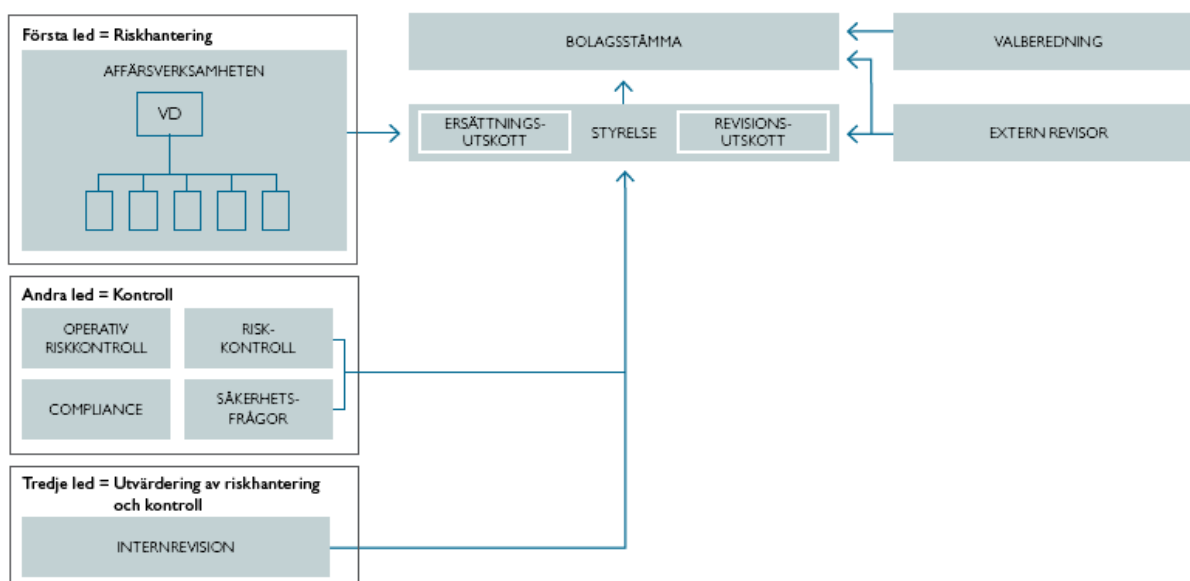 Första led = Riskhantering
AFFÄRSVERKSAMHETEN
VD
BOLAGSSTÄMMA
VALBEREDNING
ERSÄTTNINGS-
UTSKOTT
STYRELSE
REVISIONS-
UTSKOTT
EXTERN REVISOR
Andra led = Kontroll
OPERATIV
RISKKONTROLL
RISK-
KONTROLL
COMPLIANCE
SÄKERHETS-
FRÅGOR
Tredje led = Utvärdering av riskhantering
och kontroll
INTERNREVISION